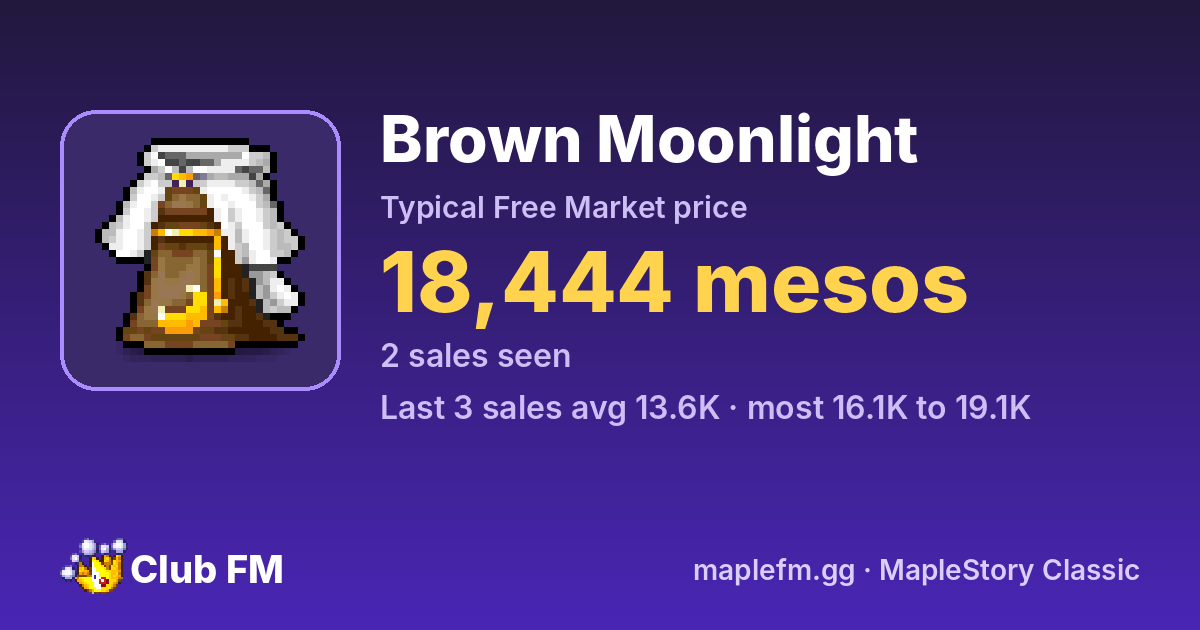 Brown Moonlight
Typical Free Market price
18,444 mesos
2 sales seen
Last 3 sales avg 13.6K · most 16.1K to 19.1K
Club FM
maplefm.gg · MapleStory Classic